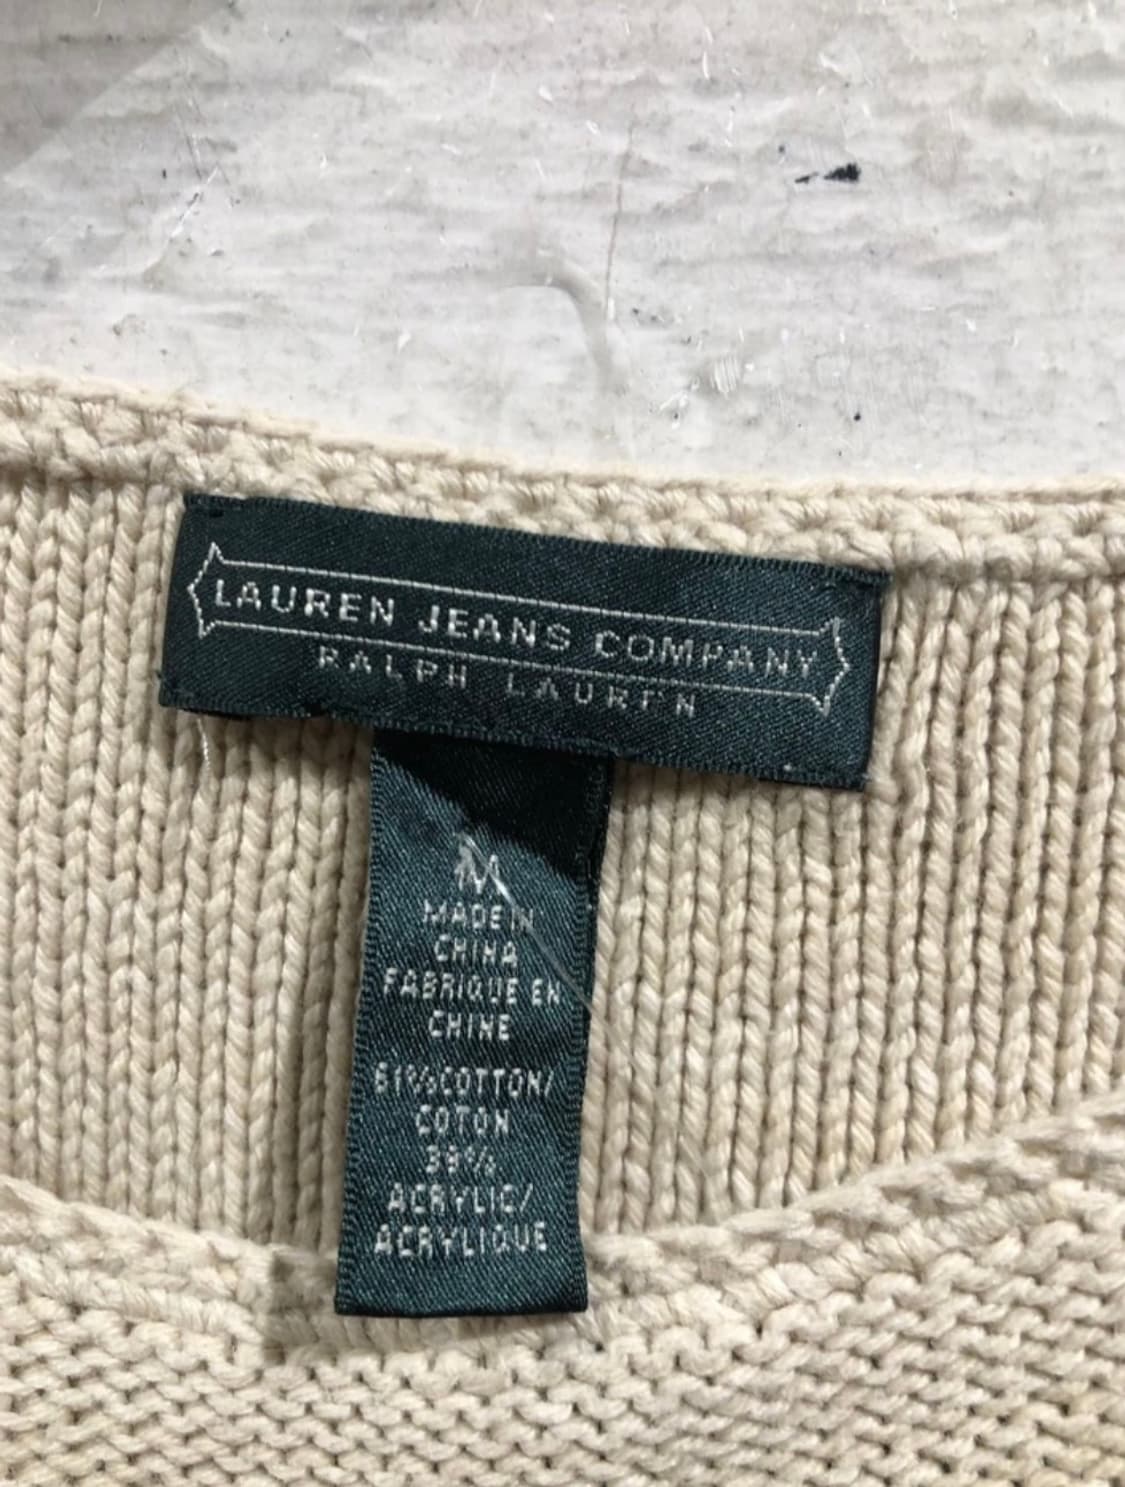 LAUREN JEANS COMPANY
RALPH LAUREN
M
MADE IN
CHINA
FABRIQUE EN
CHINE
61%COTTON/
COTON
39%
ACRYLIC/
ACRYLIQUE